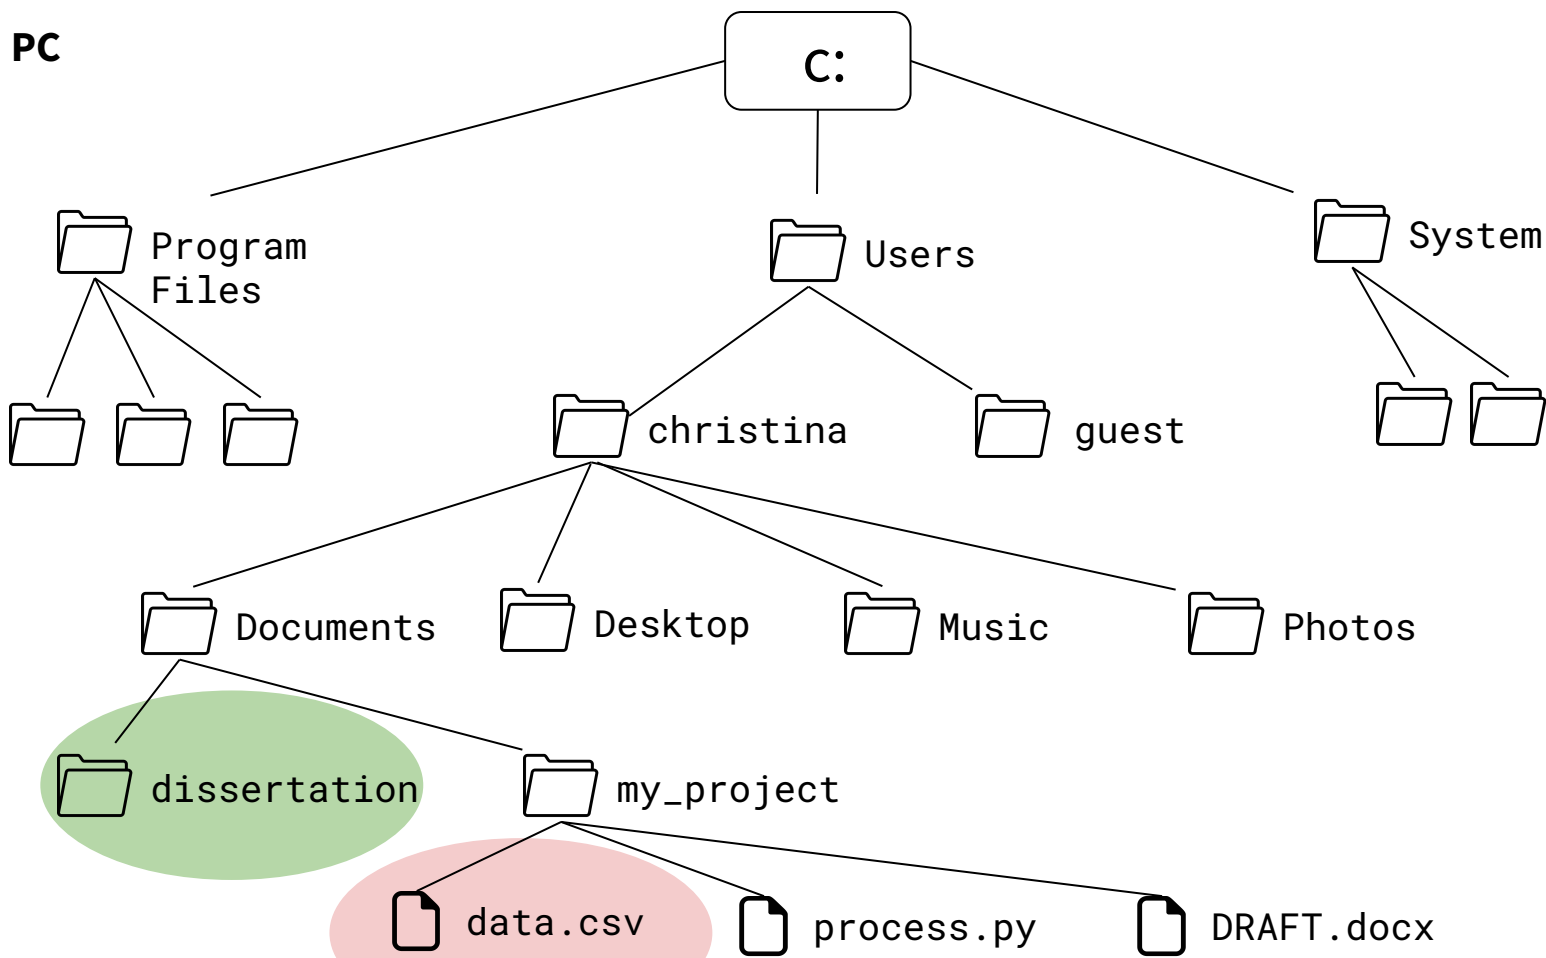 PC
C:
Program
Files
Users
System
christina
guest
Documents
Desktop
Music
Photos
dissertation
my_project
data.csv
process.py
DRAFT.docx